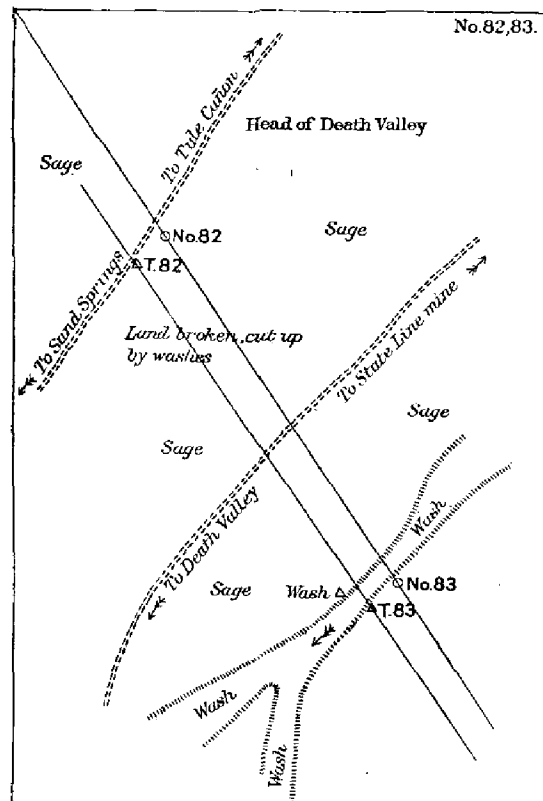 No.82,83.
To Tule Cañon
Head of Death Valley
Sage
No.82
Sage
T.82
To Sand Springs
Land broken, cut up
by washes
To State Line mine
Sage
Sage
Wash
To Death Valley
Sage
Wash
No.83
T.83
Wash
Wash